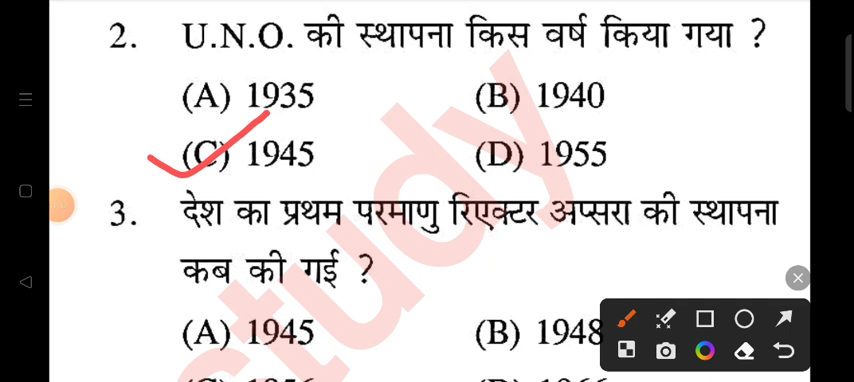 2. U.N.O. की स्थापना किस वर्ष किया गया ?
(A) 1935 (B) 1940
(C) 1945 (D) 1955
3. देश का प्रथम परमाणु रिएक्टर अप्सरा की स्थापना
कब की गई ?
(A) 1945 (B) 1948
study